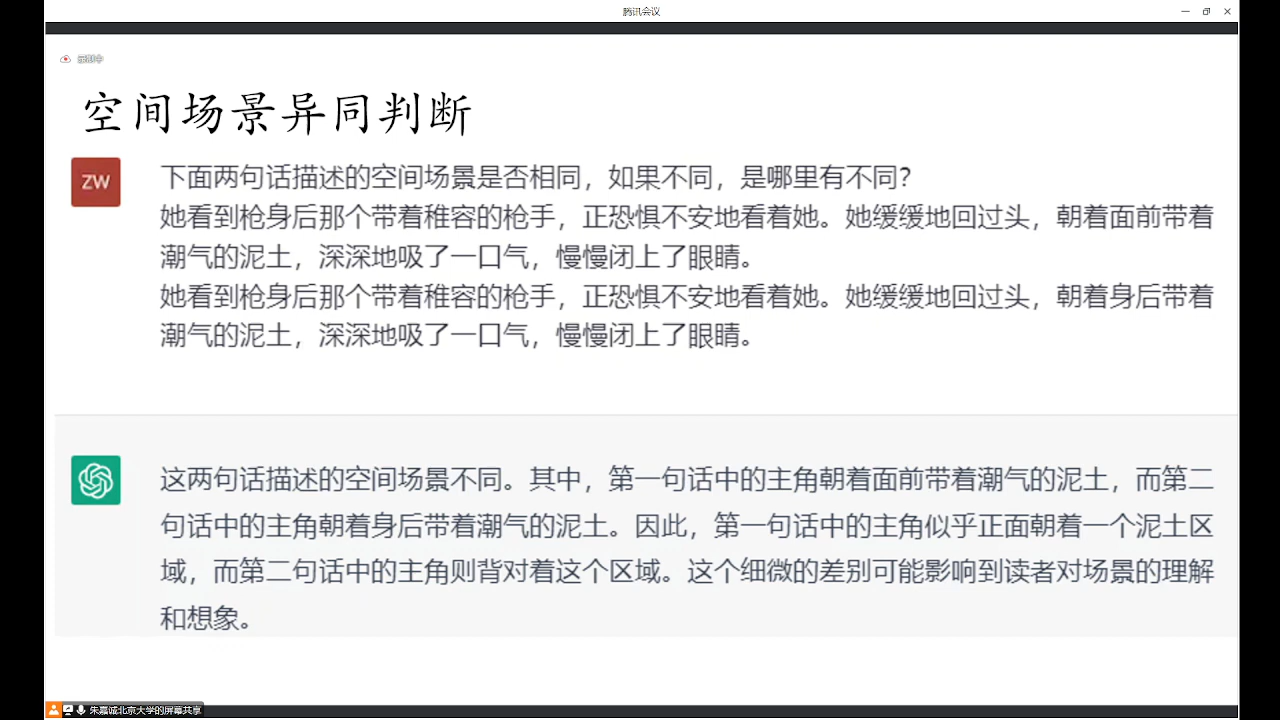 腾讯会议
录制中
空间场景异同判断
ZW
下面两句话描述的空间场景是否相同，如果不同，是哪里有不同？
她看到枪身后那个带着稚容的枪手，正恐惧不安地看着她。她缓缓地回过头，朝着面前带着
潮气的泥土，深深地吸了一口气，慢慢闭上了眼睛。
她看到枪身后那个带着稚容的枪手，正恐惧不安地看着她。她缓缓地回过头，朝着身后带着
潮气的泥土，深深地吸了一口气，慢慢闭上了眼睛。
这两句话描述的空间场景不同。其中，第一句话中的主角朝着面前带着潮气的泥土，而第二
句话中的主角朝着身后带着潮气的泥土。因此，第一句话中的主角似乎正面朝着一个泥土区
域，而第二句话中的主角则背对着这个区域。这个细微的差别可能影响到读者对场景的理解
和想象。
朱嘉诚北京大学的屏幕共享